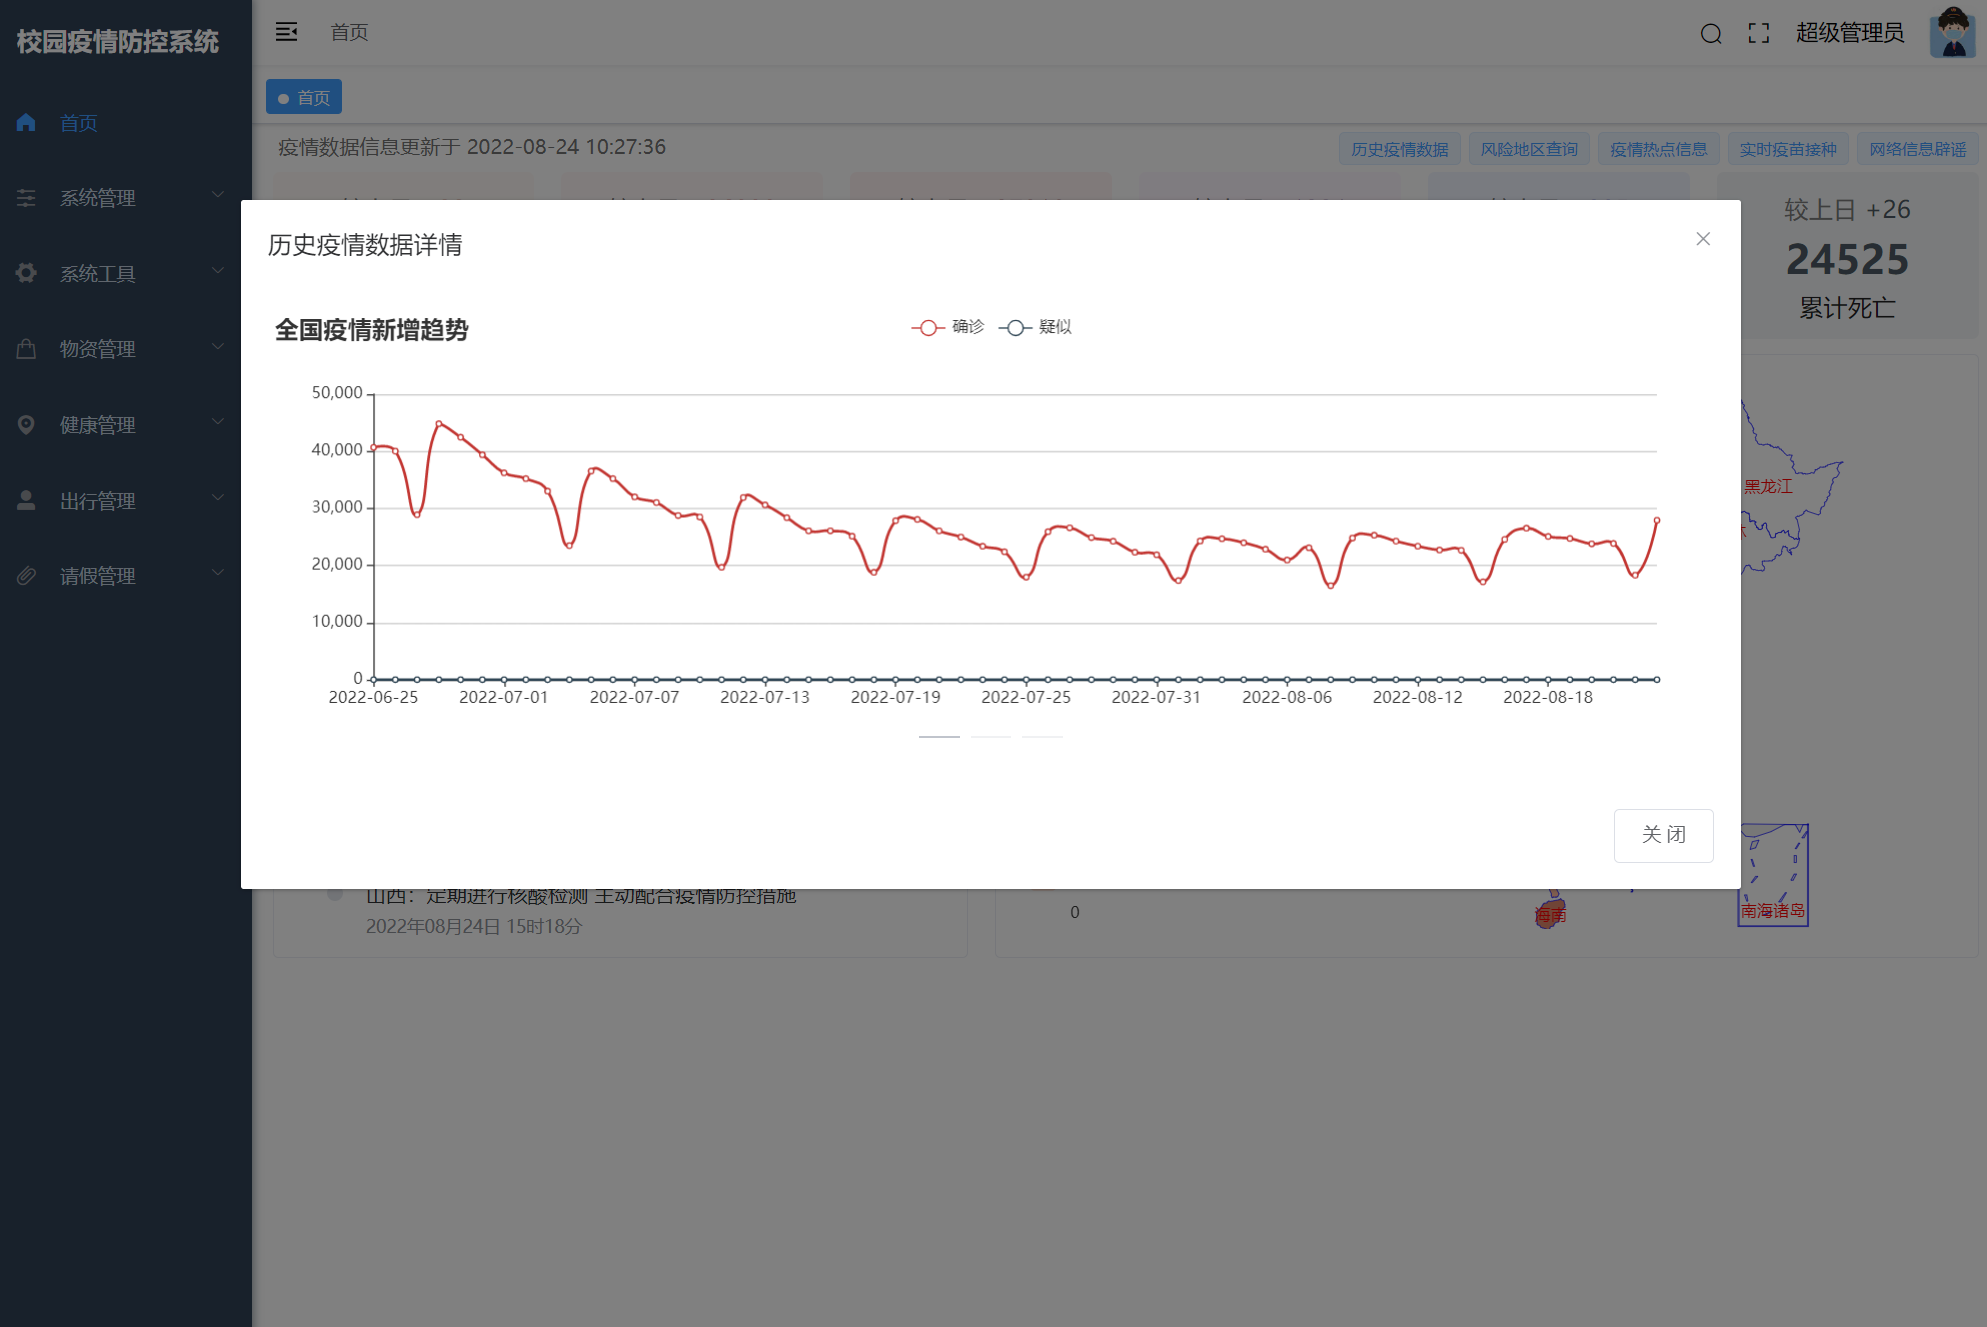 校园疫情防控系统
首页
超级管理员
首页
首页
系统管理
系统工具
物资管理
健康管理
出行管理
请假管理
疫情数据信息更新于 2022-08-24 10:27:36
历史疫情数据
风险地区查询
疫情热点信息
实时疫苗接种
网络信息辟谣
较上日 +26
24525
累计死亡
历史疫情数据详情
全国疫情新增趋势
确诊
疑似
50,000
40,000
30,000
20,000
10,000
0
2022-06-25
2022-07-01
2022-07-07
2022-07-13
2022-07-19
2022-07-25
2022-07-31
2022-08-06
2022-08-12
2022-08-18
关 闭
黑龙江
山西：定期进行核酸检测 主动配合疫情防控措施
2022年08月24日 15时18分
0
海南
南海诸岛